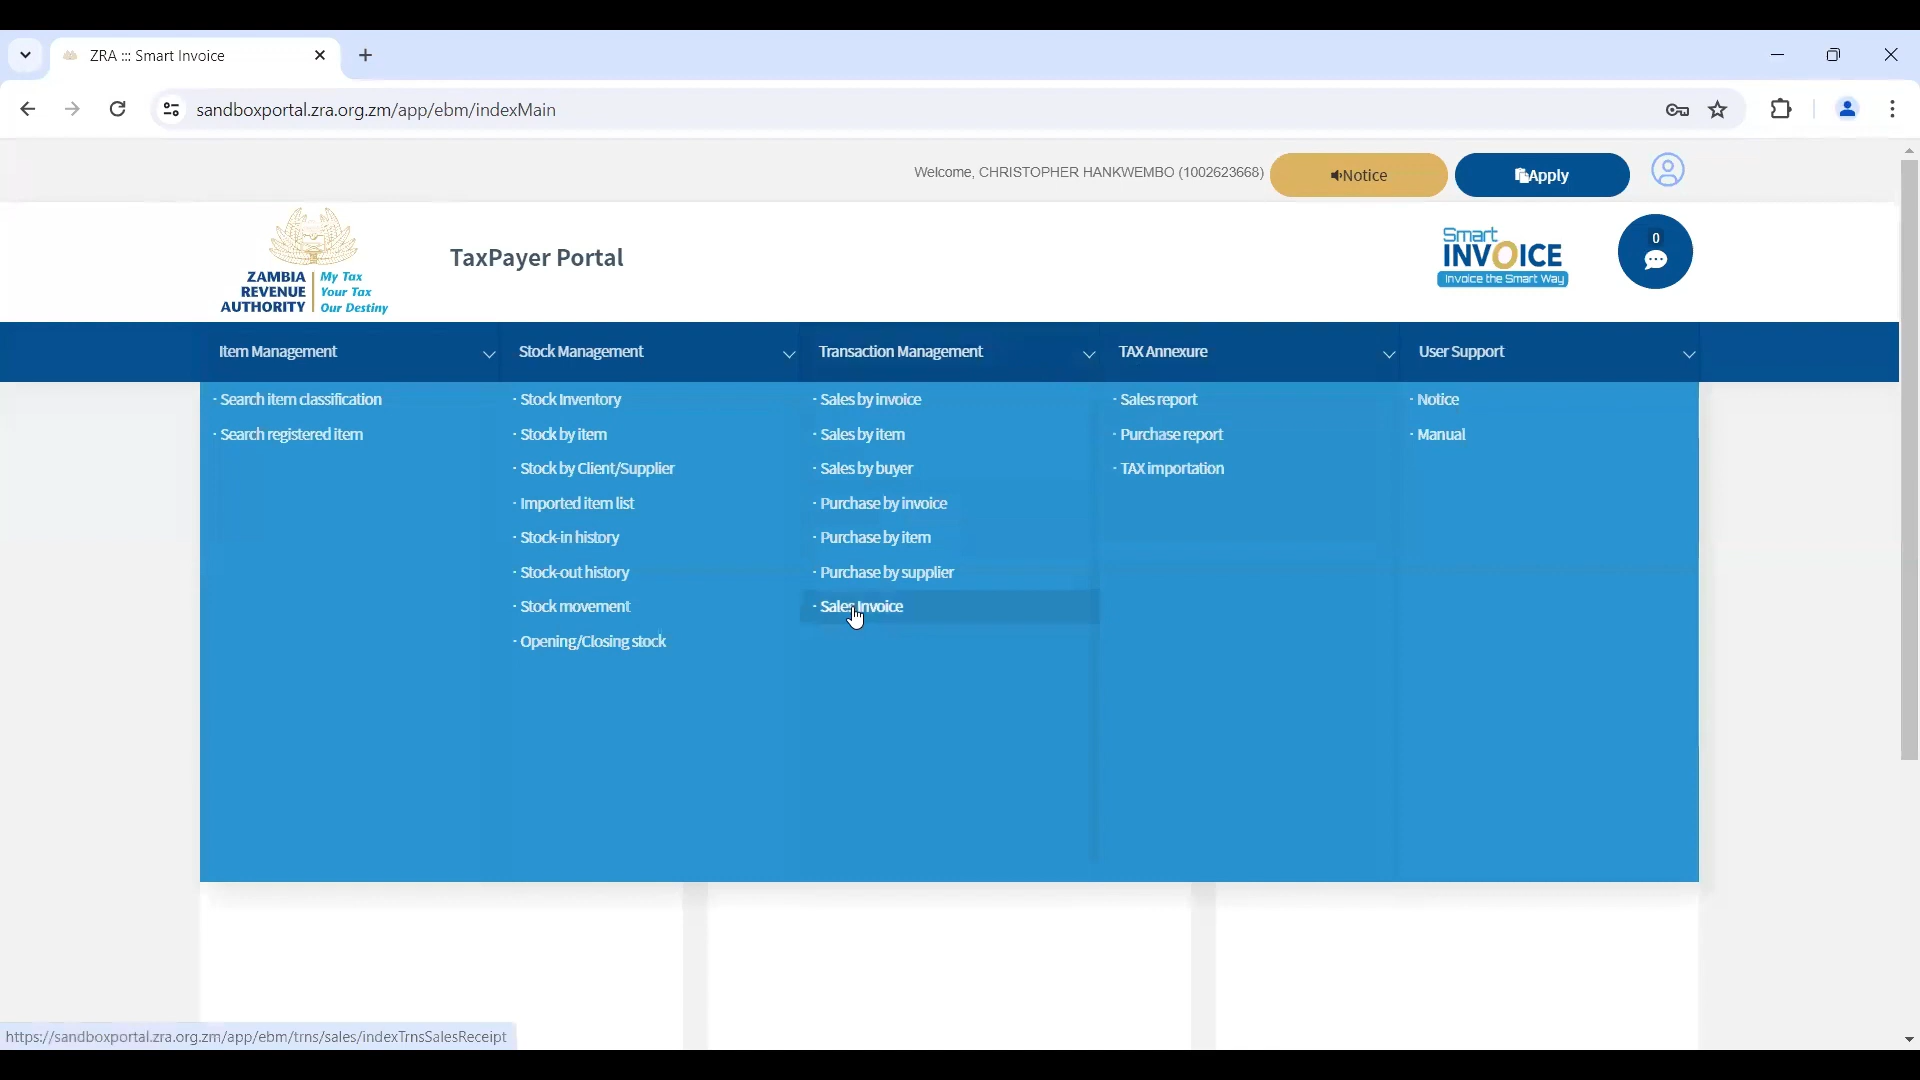 ZRA ::: Smart Invoice
sandboxportal.zra.org.zm/app/ebm/indexMain
Welcome, CHRISTOPHER HANKWEMBO (1002623668)
Notice
Apply
ZAMBIA REVENUE AUTHORITY
My Tax
Your Tax
Our Destiny
TaxPayer Portal
Smart
INVOICE
Invoice the Smart Way
0
Item Management
Stock Management
Transaction Management
TAX Annexure
User Support
· Search item classification
· Search registered item
· Stock Inventory
· Stock by item
· Stock by Client/Supplier
· Imported item list
· Stock-in history
· Stock-out history
· Stock movement
· Opening/Closing stock
· Sales by invoice
· Sales by item
· Sales by buyer
· Purchase by invoice
· Purchase by item
· Purchase by supplier
· Sales Invoice
· Sales report
· Purchase report
· TAX importation
· Notice
· Manual
https://sandboxportal.zra.org.zm/app/ebm/trns/sales/indexTrnsSalesReceipt